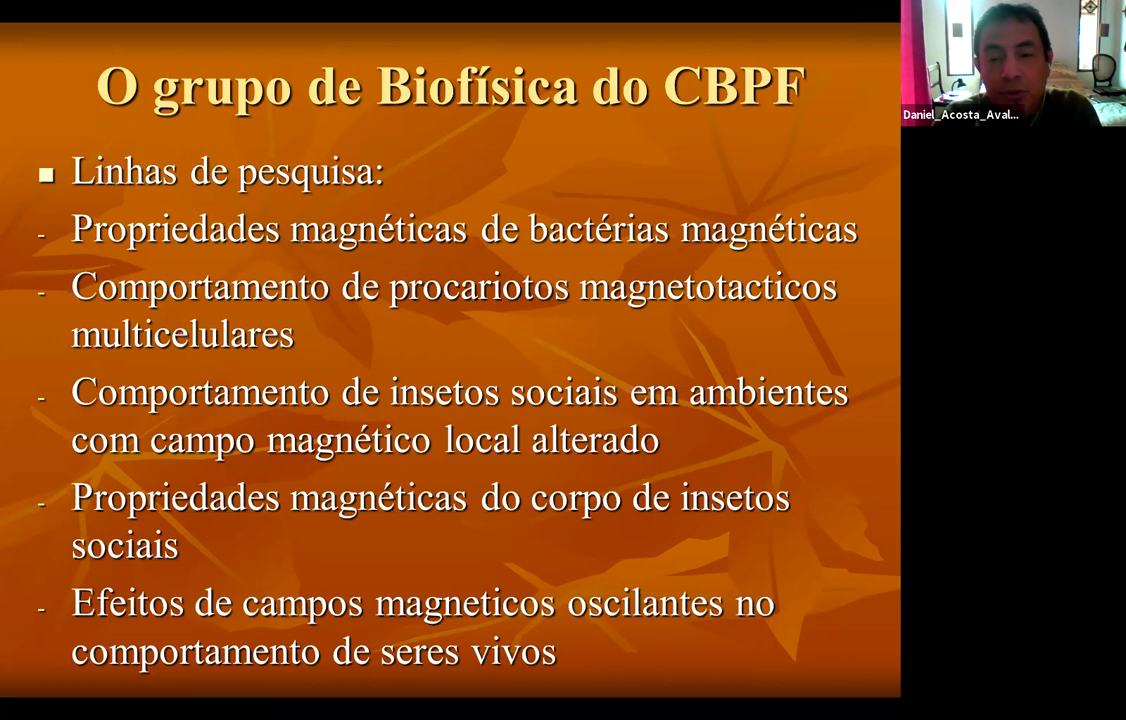 O grupo de Biofísica do CBPF
Daniel_Acosta_Aval...
Linhas de pesquisa:
- Propriedades magnéticas de bactérias magnéticas
- Comportamento de procariotos magnetotacticos
multicelulares
- Comportamento de insetos sociais em ambientes
com campo magnético local alterado
- Propriedades magnéticas do corpo de insetos
sociais
- Efeitos de campos magneticos oscilantes no
comportamento de seres vivos